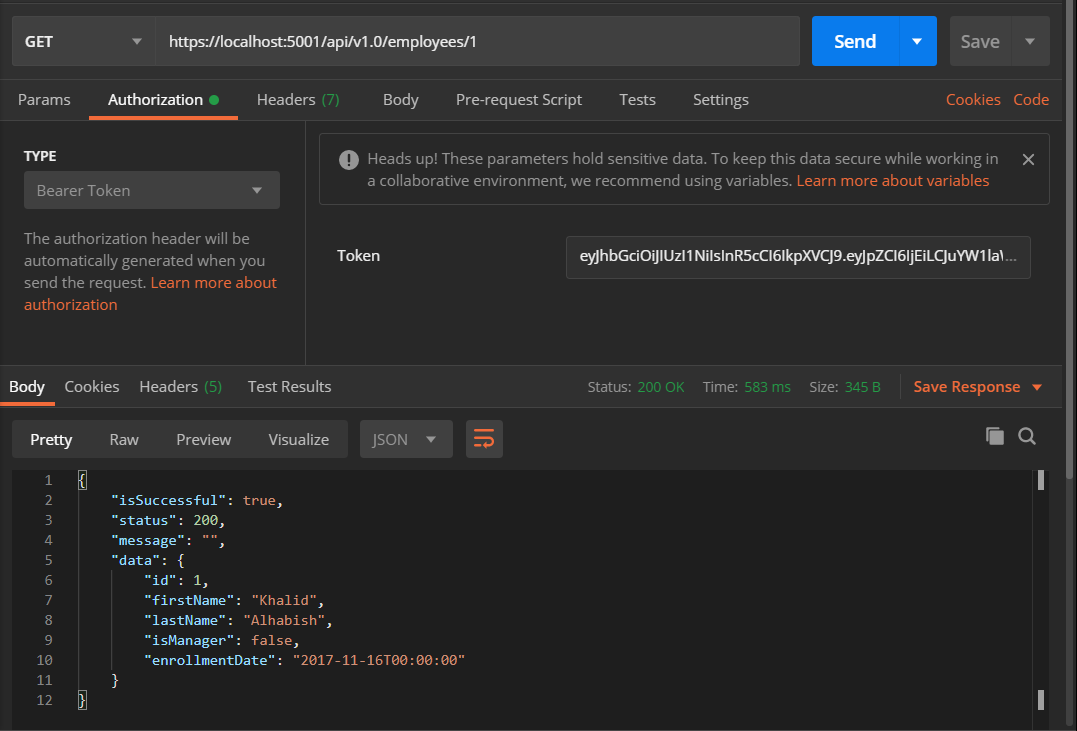 GET https://localhost:5001/api/v1.0/employees/1 Send Save
Params Authorization Headers (7) Body Pre-request Script Tests Settings Cookies Code
TYPE
Bearer Token
The authorization header will be
automatically generated when you
send the request. Learn more about
authorization
Heads up! These parameters hold sensitive data. To keep this data secure while working in
a collaborative environment, we recommend using variables. Learn more about variables
Token
Body Cookies Headers (5) Test Results Status: 200 OK Time: 583 ms Size: 345 B Save Response
Pretty Raw Preview Visualize JSON
1 {
2 "isSuccessful": true,
3 "status": 200,
4 "message": "",
5 "data": {
6 "id": 1,
7 "firstName": "Khalid",
8 "lastName": "Alhabish",
9 "isManager": false,
10 "enrollmentDate": "2017-11-16T00:00:00"
11 }
12 }